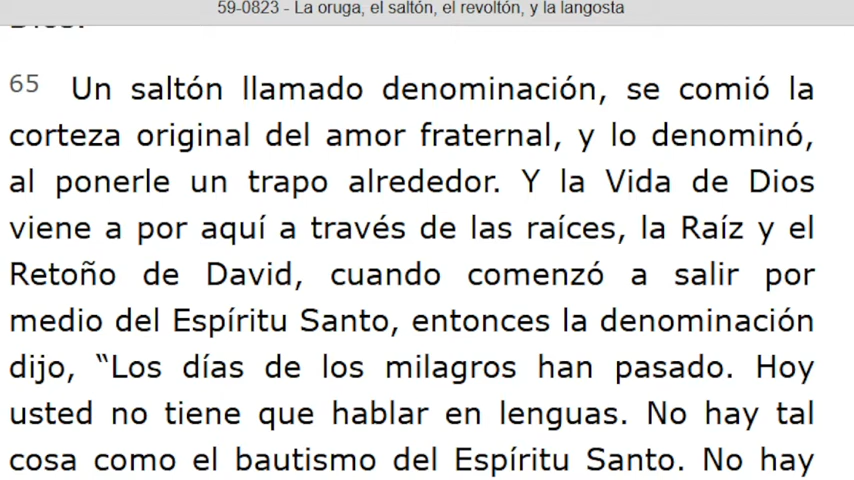 59-0823 - La oruga, el saltón, el revoltón, y la langosta
Dios.
65 Un saltón llamado denominación, se comió la
corteza original del amor fraternal, y lo denominó,
al ponerle un trapo alrededor. Y la Vida de Dios
viene a por aquí a través de las raíces, la Raíz y el
Retoño de David, cuando comenzó a salir por
medio del Espíritu Santo, entonces la denominación
dijo, “Los días de los milagros han pasado. Hoy
usted no tiene que hablar en lenguas. No hay tal
cosa como el bautismo del Espíritu Santo. No hay